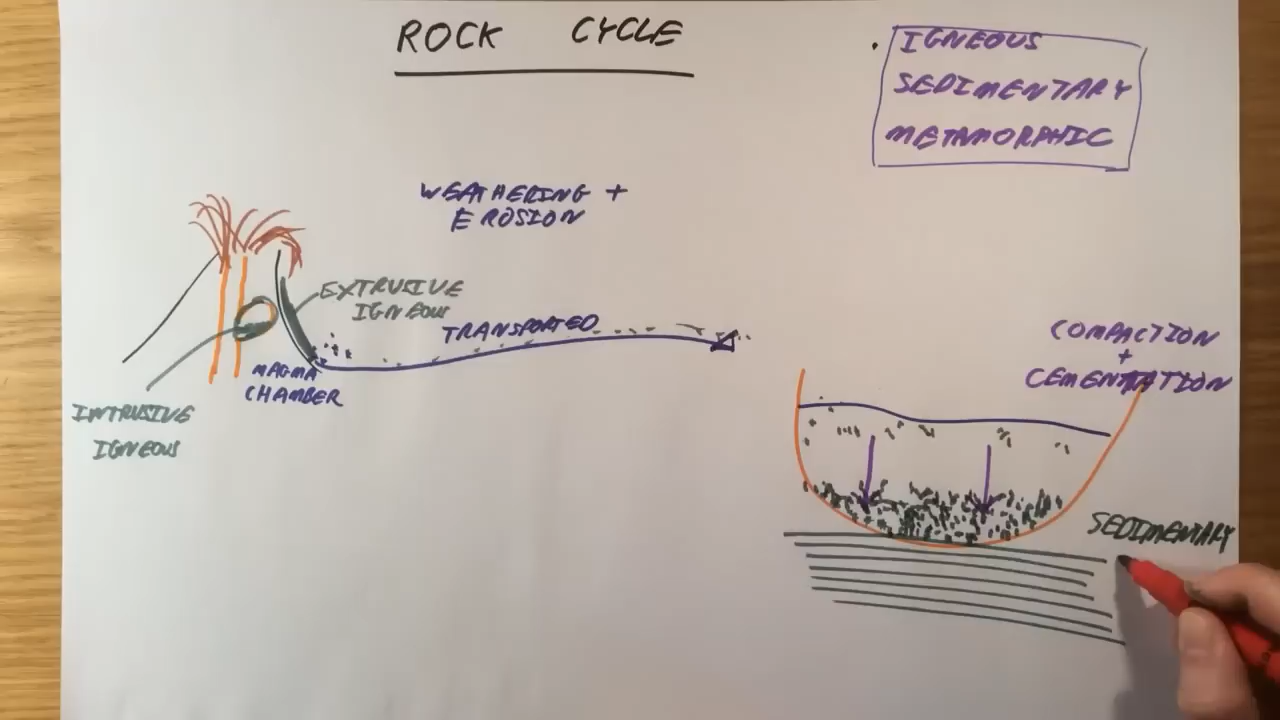 ROCK CYCLE
IGNEOUS
SEDIMENTARY
METAMORPHIC
WEATHERING +
EROSION
EXTRUSIVE
IGNEOUS
TRANSPORTED
MAGMA
CHAMBER
INTRUSIVE
IGNEOUS
COMPACTION
+
CEMENTATION
SEDIMENTARY